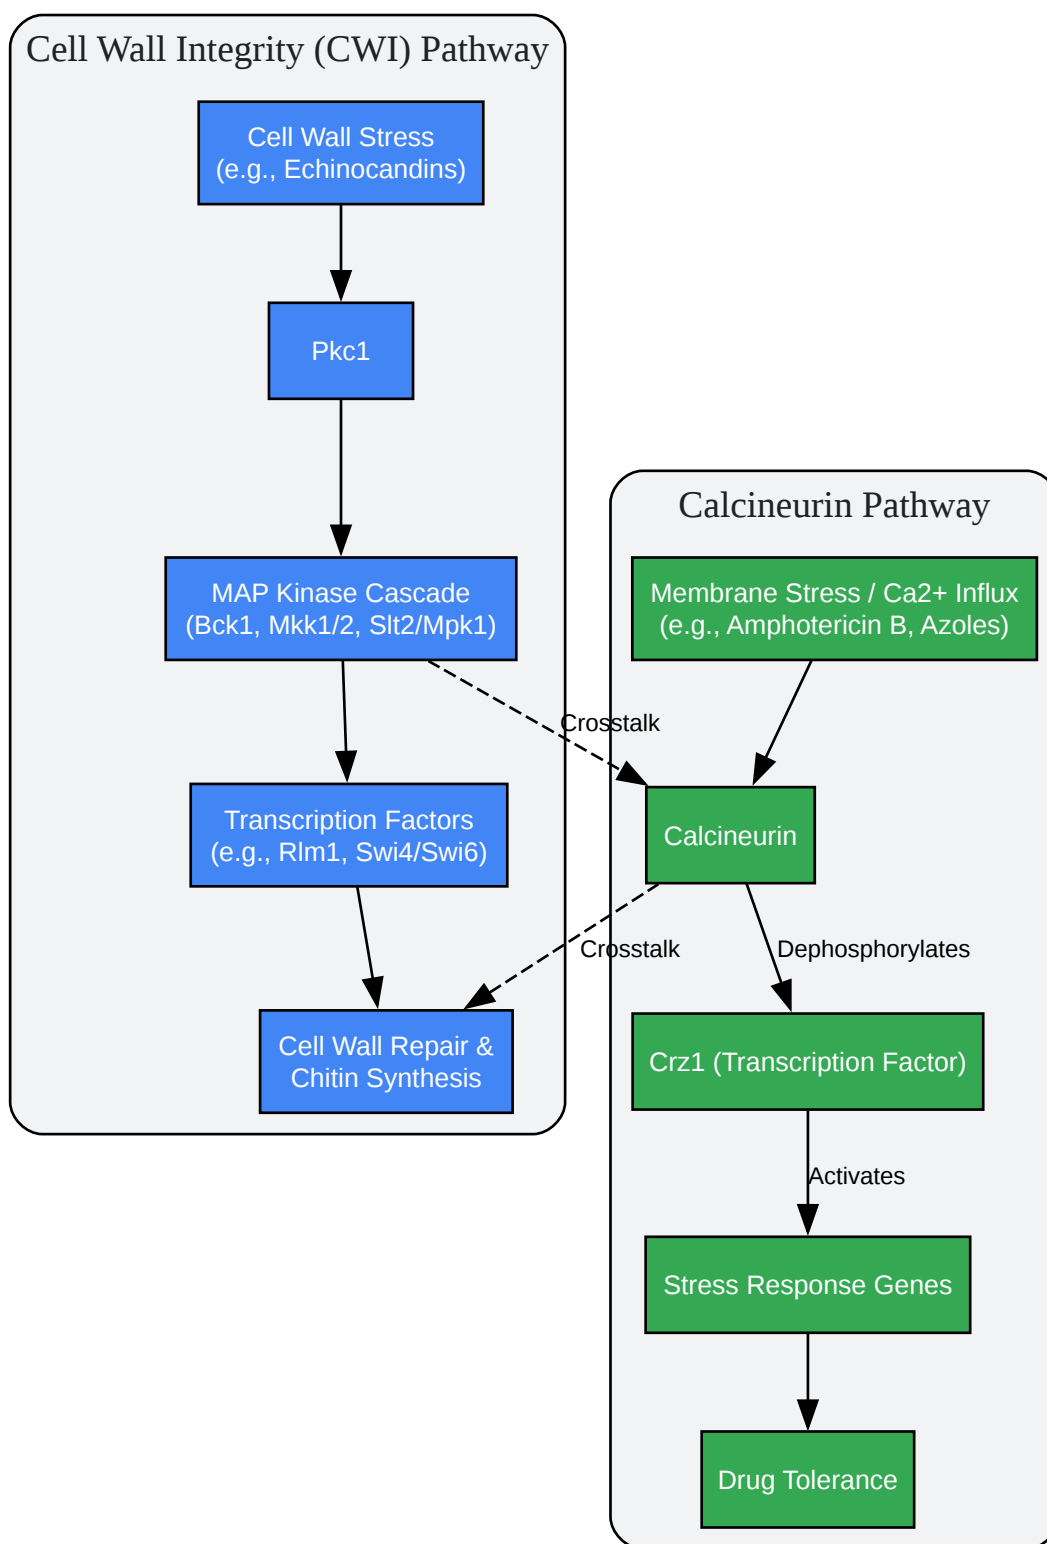 Cell Wall Integrity (CWI) Pathway
Cell Wall Stress
(e.g., Echinocandins)
Pkc1
MAP Kinase Cascade
(Bck1, Mkk1/2, Slt2/Mpk1)
Transcription Factors
(e.g., Rlm1, Swi4/Swi6)
Cell Wall Repair &
Chitin Synthesis
Crosstalk
Crosstalk
Calcineurin Pathway
Membrane Stress / Ca2+ Influx
(e.g., Amphotericin B, Azoles)
Calcineurin
Dephosphorylates
Crz1 (Transcription Factor)
Activates
Stress Response Genes
Drug Tolerance